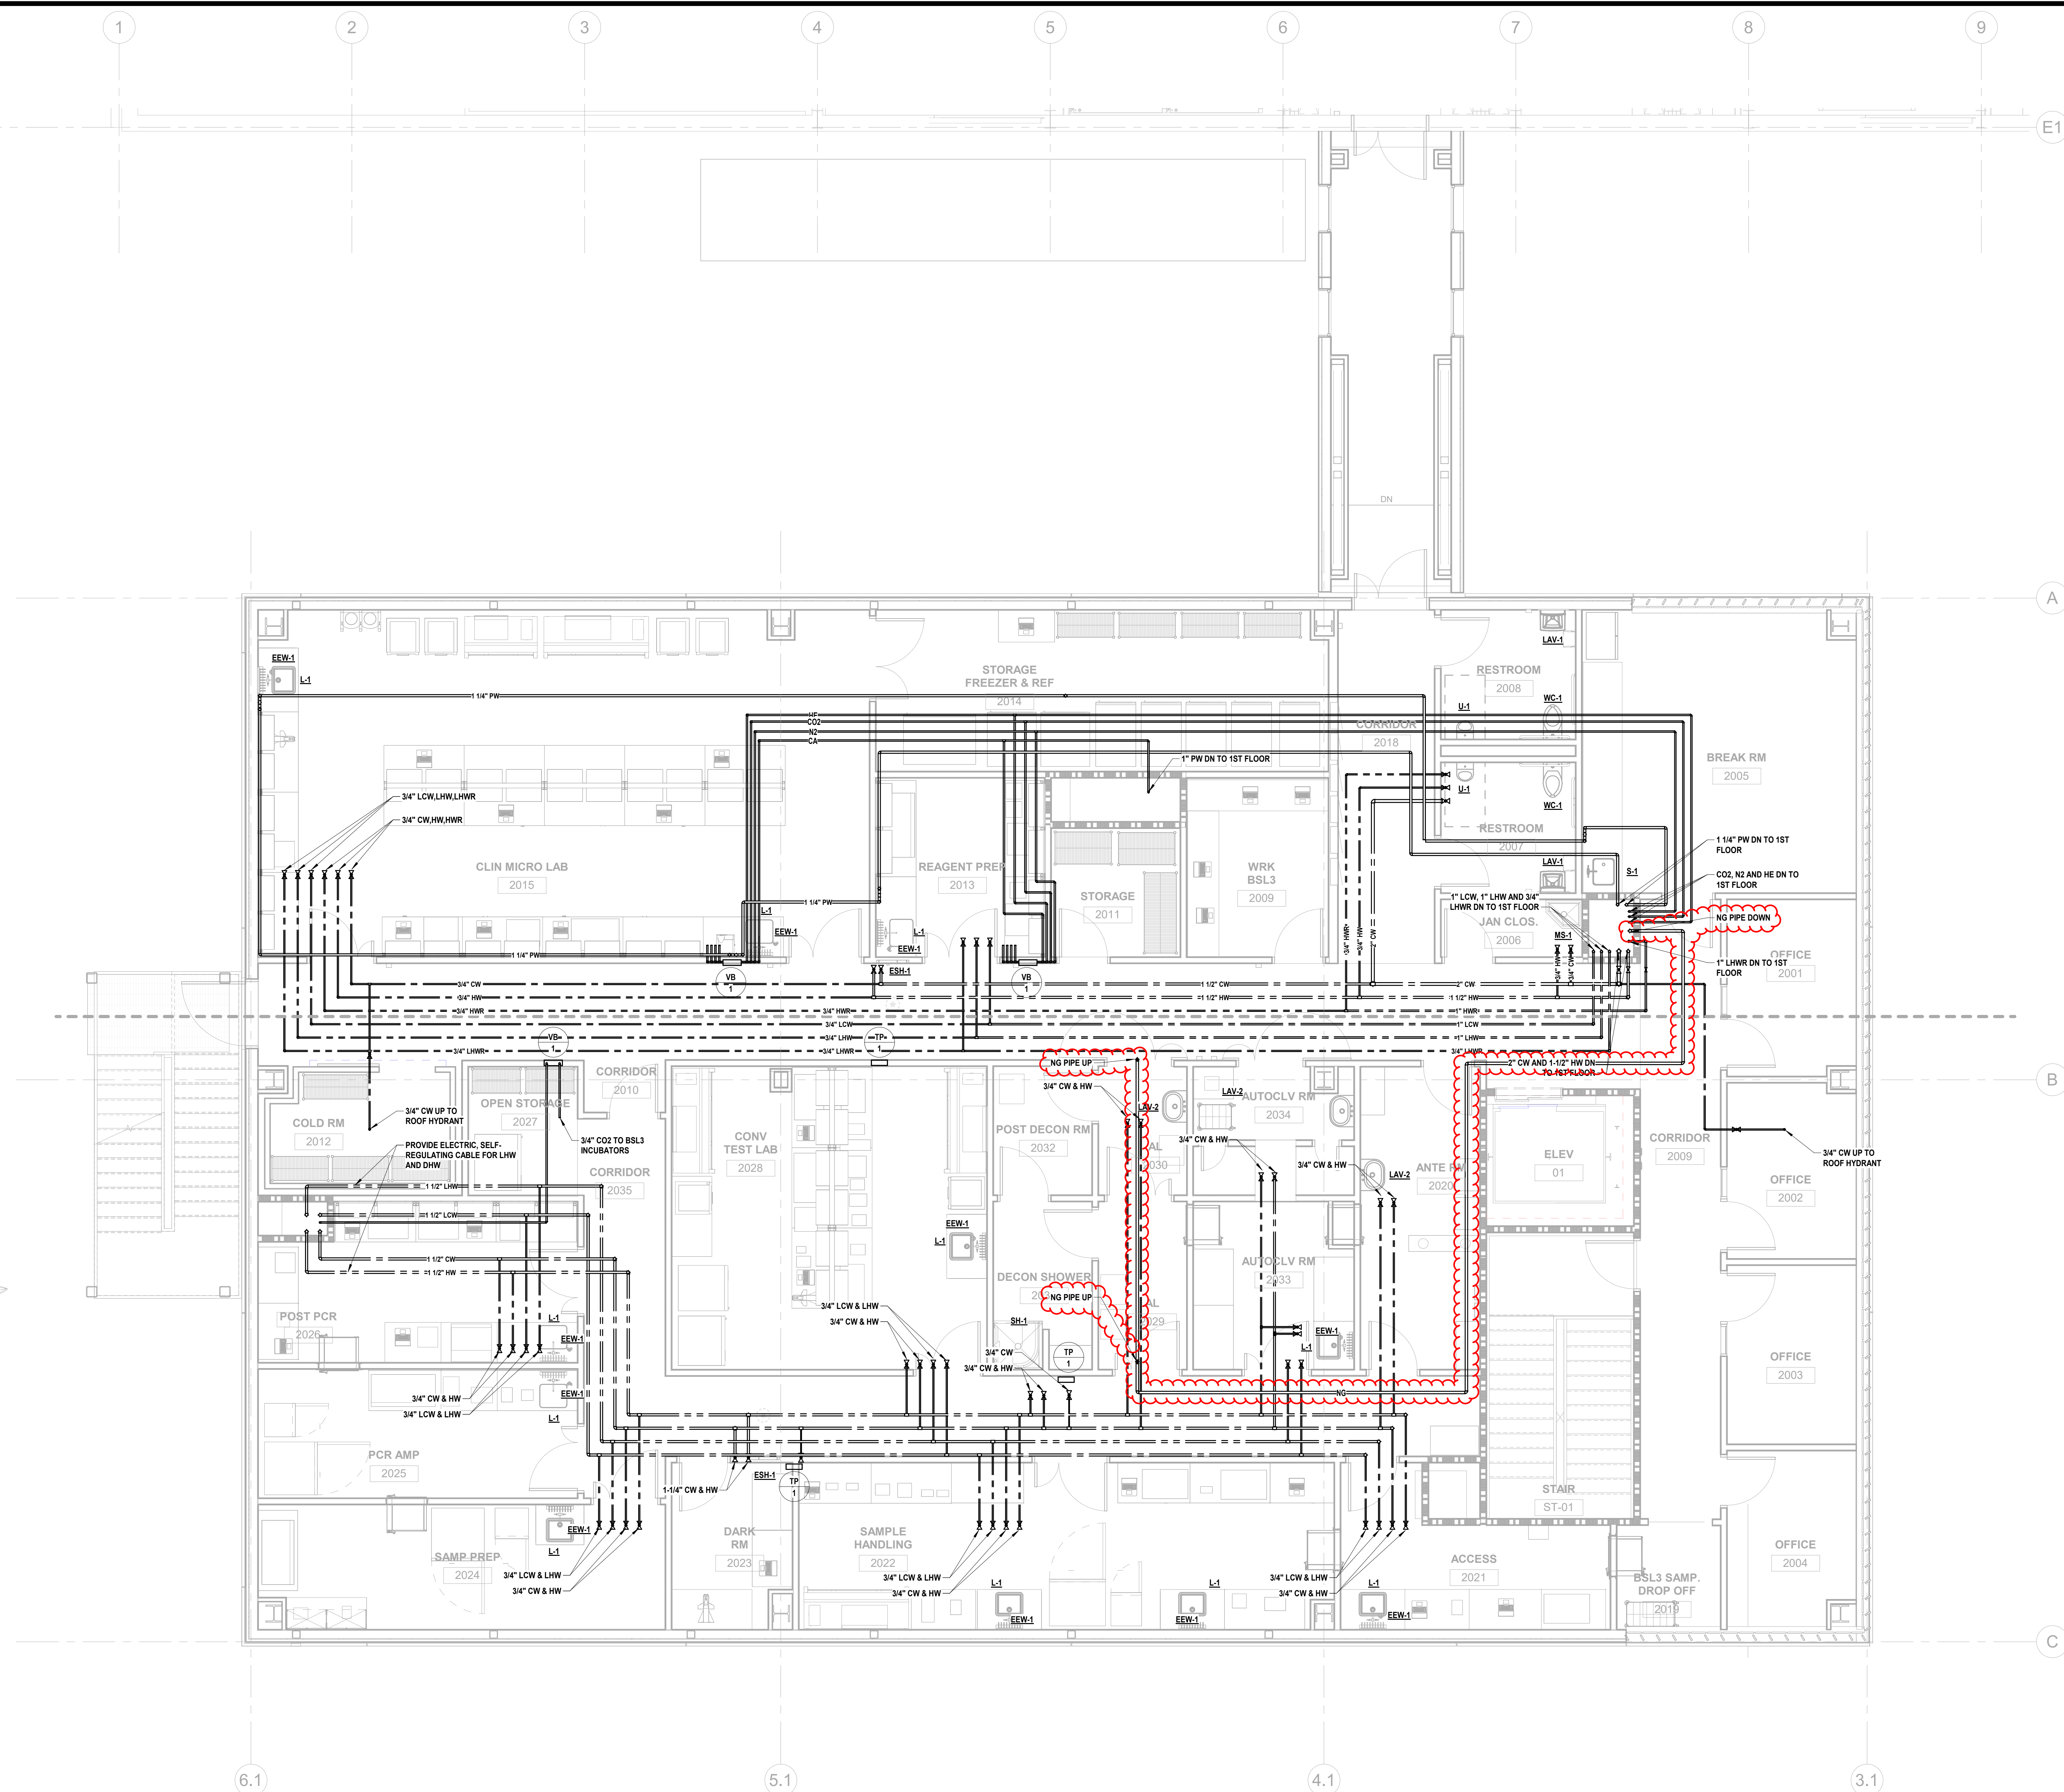 1
2
3
4
5
6
7
8
9
E1
DN
A
EEW-1
L-1
STORAGE
FREEZER & REF
2014
RESTROOM
2008
LAV-1
U-1
WC-1
1 1/4" PW
HE
CO2
N2
CA
CORRIDOR
2018
BREAK RM
2005
1" PW DN TO 1ST FLOOR
U-1
WC-1
3/4" LCW,LHW,LHWR
3/4" CW,HW,HWR
RESTROOM
2007
1 1/4" PW DN TO 1ST
FLOOR
CLIN MICRO LAB
2015
REAGENT PREP
2013
STORAGE
2011
WRK
BSL3
2009
LAV-1
S-1
CO2, N2 AND HE DN TO
1ST FLOOR
1" LCW, 1" LHW AND 3/4"
LHWR DN TO 1ST FLOOR
1 1/4" PW
L-1
EEW-1
L-1
EEW-1
JAN CLOS.
2006
MS-1
NG PIPE DOWN
3/4" HWR
3/4" HW
2" CW
3/4" HW
3/4" CW
1 1/4" PW
VB
1
ESH-1
VB
1
OFFICE
2001
1" LHWR DN TO 1ST
FLOOR
3/4" CW
1 1/2" CW
2" CW
3/4" HW
1 1/2" HW
1 1/2" HW
3/4" HWR
3/4" HWR
1" HWR
3/4" LCW
1" LCW
3/4" LHW
1" LHW
3/4" LHWR
3/4" LHWR
3/4" LHWR
VB
1
TP
1
NG PIPE UP
2" CW AND 1-1/2" HW DN
TO 1ST FLOOR
B
CORRIDOR
2010
3/4" CW & HW
COLD RM
2012
OPEN STORAGE
2027
3/4" CW UP TO
ROOF HYDRANT
LAV-2
LAV-2
AUTOCLV RM
2034
CONV
TEST LAB
2028
POST DECON RM
2032
2030
3/4" CO2 TO BSL3
INCUBATORS
PROVIDE ELECTRIC, SELF-
REGULATING CABLE FOR LHW
AND DHW
3/4" CW & HW
3/4" CW & HW
LAV-2
ANTE RM
2020
ELEV
01
CORRIDOR
2009
3/4" CW UP TO
ROOF HYDRANT
CORRIDOR
2035
1 1/2" LHW
1 1/2" LCW
OFFICE
2002
EEW-1
L-1
1 1/2" CW
1 1/2" HW
DECON SHOWER
NG PIPE UP
AUTOCLV RM
2033
3/4" LCW & LHW
3/4" CW & HW
POST PCR
2026
L-1
EEW-1
SH-1
2029
EEW-1
L-1
3/4" CW
3/4" CW & HW
TP
1
OFFICE
2003
3/4" CW & HW
3/4" LCW & LHW
EEW-1
L-1
NG
PCR AMP
2025
ESH-1
TP
1
1-1/4" CW & HW
STAIR
ST-01
DARK
RM
2023
SAMPLE
HANDLING
2022
EEW-1
L-1
SAMP PREP
2024
3/4" LCW & LHW
3/4" CW & HW
3/4" LCW & LHW
3/4" CW & HW
L-1
EEW-1
L-1
EEW-1
3/4" LCW & LHW
3/4" CW & HW
L-1
EEW-1
ACCESS
2021
BSL3 SAMP.
DROP OFF
2019
OFFICE
2004
C
6.1
5.1
4.1
3.1